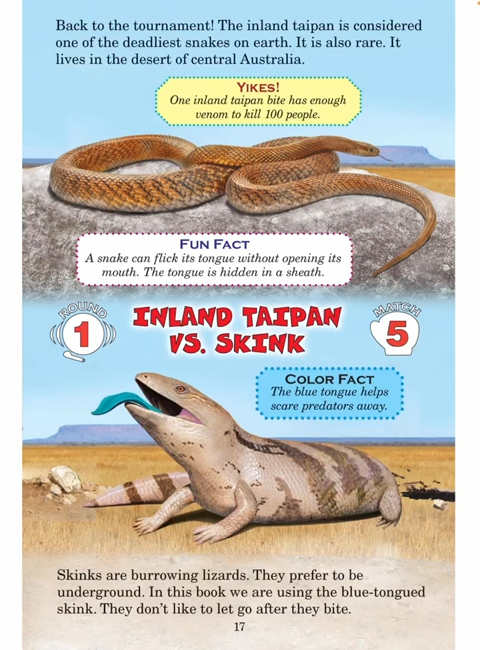 Back to the tournament! The inland taipan is considered
one of the deadliest snakes on earth. It is also rare. It
lives in the desert of central Australia.
YIKES!
One inland taipan bite has enough
venom to kill 100 people.
FUN FACT
A snake can flick its tongue without opening its
mouth. The tongue is hidden in a sheath.
ROUND
1
INLAND TAIPAN
VS. SKINK
MATCH
5
COLOR FACT
The blue tongue helps
scare predators away.
Skinks are burrowing lizards. They prefer to be
underground. In this book we are using the blue-tongued
skink. They don’t like to let go after they bite.
17